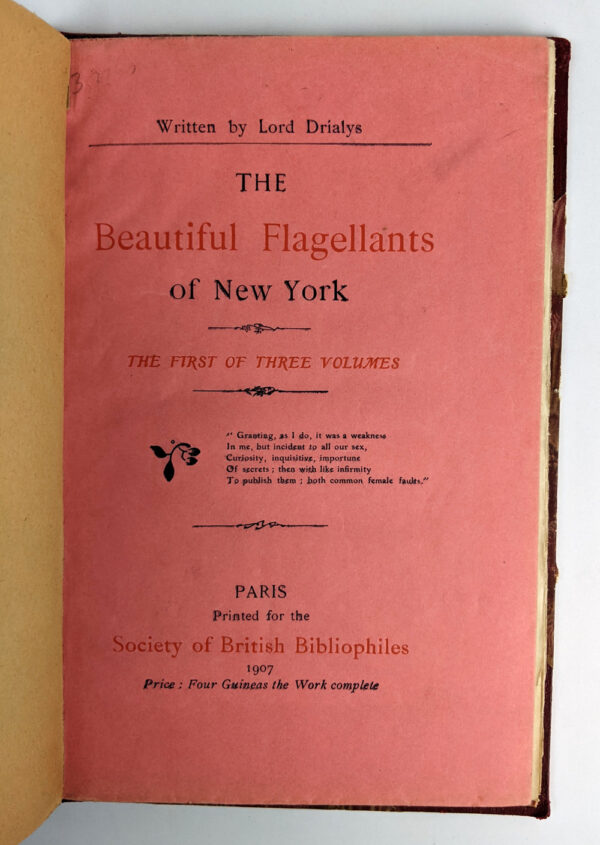 Written by Lord Drialys
THE
Beautiful Flagellants
of New York
THE FIRST OF THREE VOLUMES
" Granting, as I do, it was a weakness
In me, but incident to all our sex,
Curiosity, inquisitive, importune
Of secrets ; then with like infirmity
To publish them ; both common female faults."
PARIS
Printed for the
Society of British Bibliophiles
1907
Price : Four Guineas the Work complete